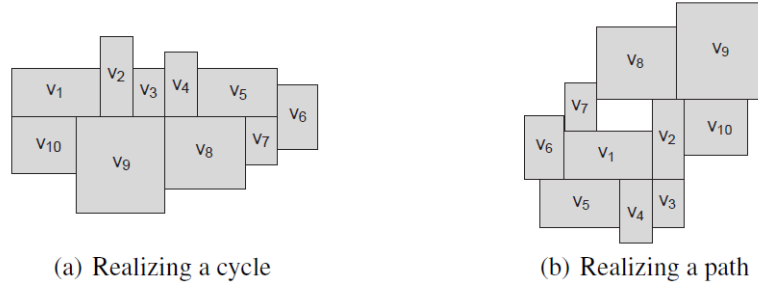 v1 v2 v3 v4 v5 v6
v10 v9 v8 v7
(a) Realizing a cycle
v8 v9
v7
v6 v1 v2 v10
v5 v4 v3
(b) Realizing a path